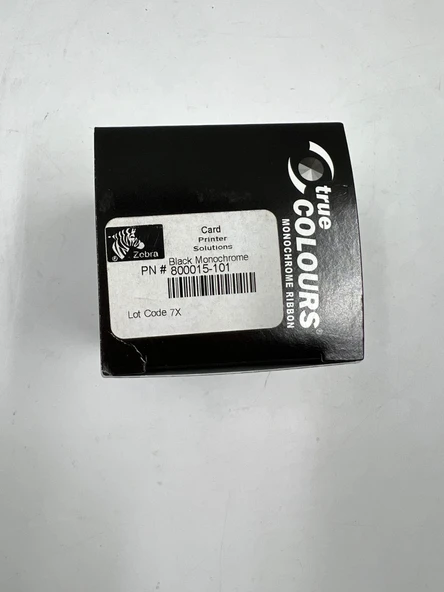 Card
Printer
Solutions
® Zebra
Black Monochrome
PN # 800015-101
Lot Code 7X
true
COLOURS®
MONOCHROME RIBBON